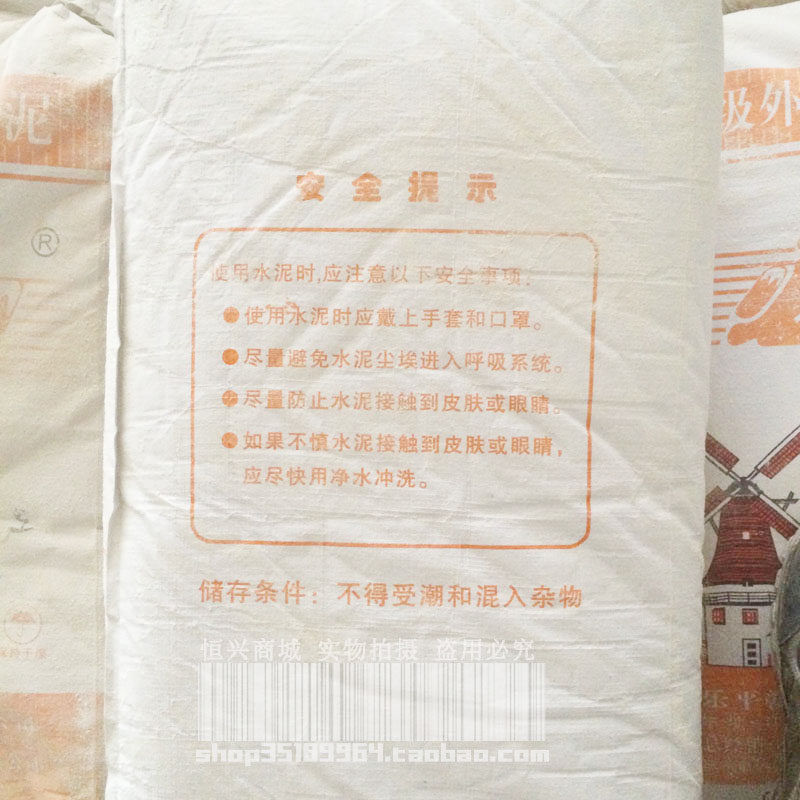 泥
®
级外
安全提示
使用水泥时,应注意以下安全事项:
●使用水泥时应戴上手套和口罩。
●尽量避免水泥尘埃进入呼吸系统。
●尽量防止水泥接触到皮肤或眼睛。
●如果不慎水泥接触到皮肤或眼睛,
应尽快用净水冲洗。
储存条件：不得受潮和混入杂物
恒兴商城 实物拍摄 盗用必究
shop35189964.taobao.com
乐平